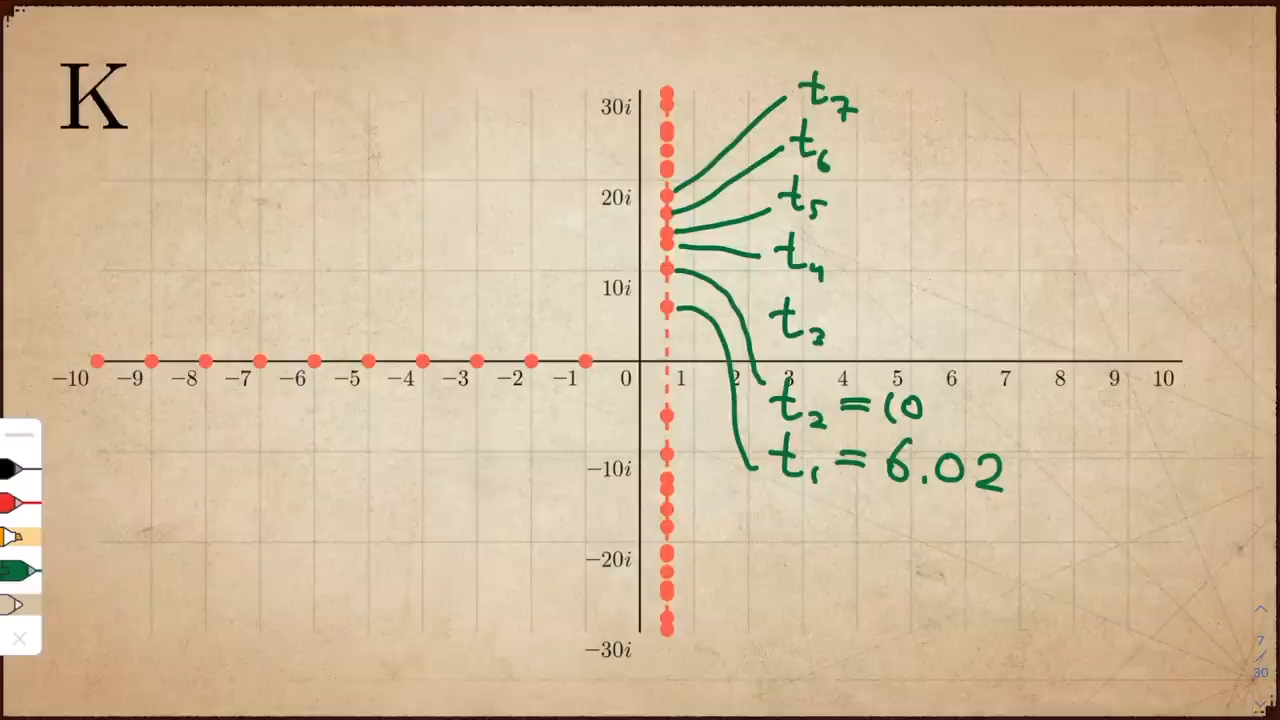 K
30i
20i
10i
−10 −9 −8 −7 −6 −5 −4 −3 −2 −1 0 1 2 3 4 5 6 7 8 9 10
−10i
−20i
−30i
t₇
t₆
t₅
t₄
t₃
t₂ = 10
t₁ = 6.02
7
/
30